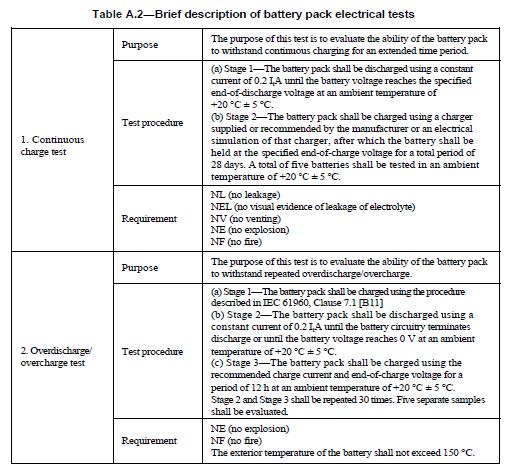 Table A.2—Brief description of battery pack electrical tests
1. Continuous
charge test
Purpose
The purpose of this test is to evaluate the ability of the battery pack
to withstand continuous charging for an extended time period.
Test procedure
(a) Stage 1—The battery pack shall be discharged using a constant
current of 0.2 IₜA until the battery voltage reaches the specified
end-of-discharge voltage at an ambient temperature of
+20 °C ± 5 °C.
(b) Stage 2—The battery pack shall be charged using a charger
supplied or recommended by the manufacturer or an electrical
simulation of that charger, after which the battery shall be
held at the specified end-of-charge voltage for a total period of
28 days. A total of five batteries shall be tested in an ambient
temperature of +20 °C ± 5 °C.
Requirement
NL (no leakage)
NEL (no visual evidence of leakage of electrolyte)
NV (no venting)
NE (no explosion)
NF (no fire)
2. Overdischarge/
overcharge test
Purpose
The purpose of this test is to evaluate the ability of the battery pack
to withstand repeated overdischarge/overcharge.
Test procedure
(a) Stage 1—The battery pack shall be charged using the procedure
described in IEC 61960, Clause 7.1 [B11]
(b) Stage 2—The battery pack shall be discharged using a
constant current of 0.2 IₜA until the battery circuitry terminates
discharge or until the battery voltage reaches 0 V at an ambient
temperature of +20 °C ± 5 °C.
(c) Stage 3—The battery pack shall be charged using the
recommended charge current and end-of-charge voltage for a
period of 12 h at an ambient temperature of +20 °C ± 5 °C.
Stage 2 and Stage 3 shall be repeated 30 times. Five separate samples
shall be evaluated.
Requirement
NE (no explosion)
NF (no fire)
The exterior temperature of the battery shall not exceed 150 °C.